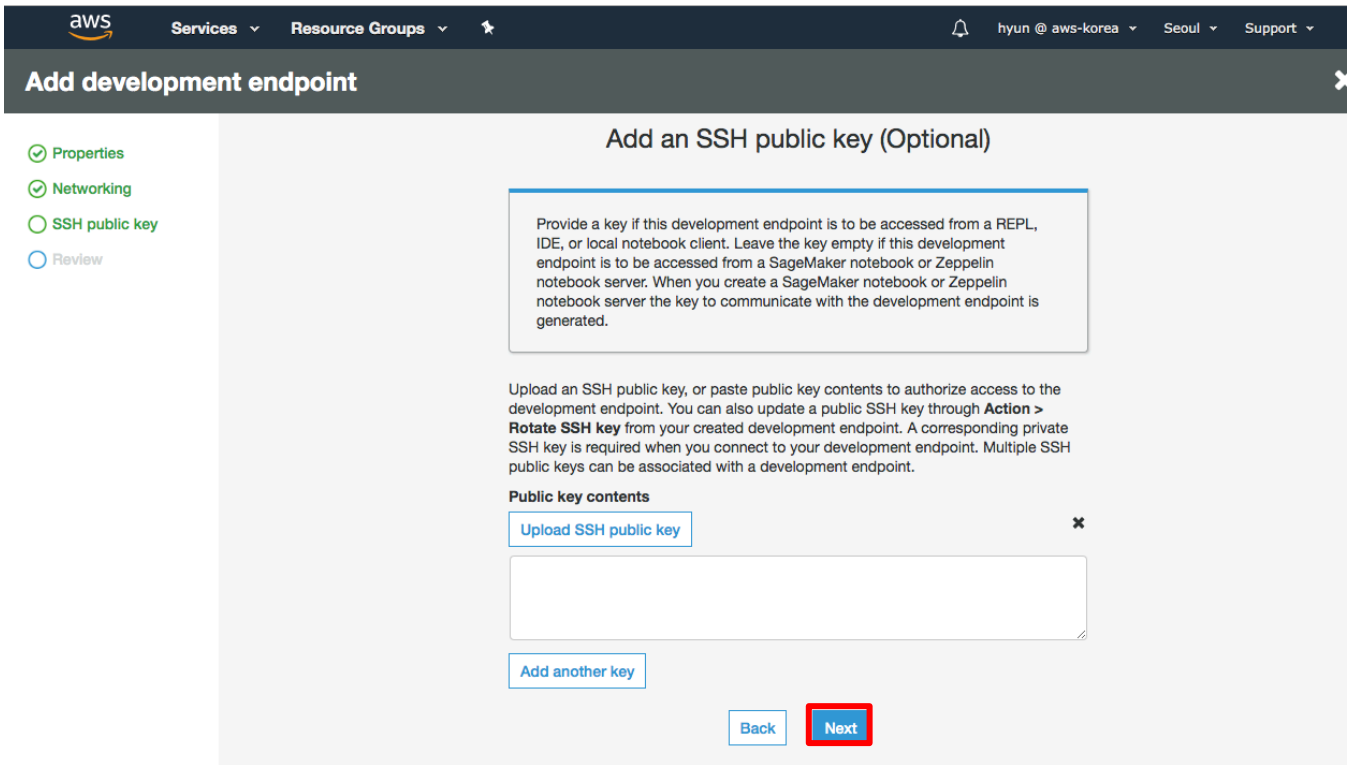 aws
Services
Resource Groups
hyun @ aws-korea
Seoul
Support
Add development endpoint
Properties
Networking
SSH public key
Review
Add an SSH public key (Optional)
Provide a key if this development endpoint is to be accessed from a REPL,
IDE, or local notebook client. Leave the key empty if this development
endpoint is to be accessed from a SageMaker notebook or Zeppelin
notebook server. When you create a SageMaker notebook or Zeppelin
notebook server the key to communicate with the development endpoint is
generated.
Upload an SSH public key, or paste public key contents to authorize access to the
development endpoint. You can also update a public SSH key through Action >
Rotate SSH key from your created development endpoint. A corresponding private
SSH key is required when you connect to your development endpoint. Multiple SSH
public keys can be associated with a development endpoint.
Public key contents
Upload SSH public key
Add another key
Back
Next